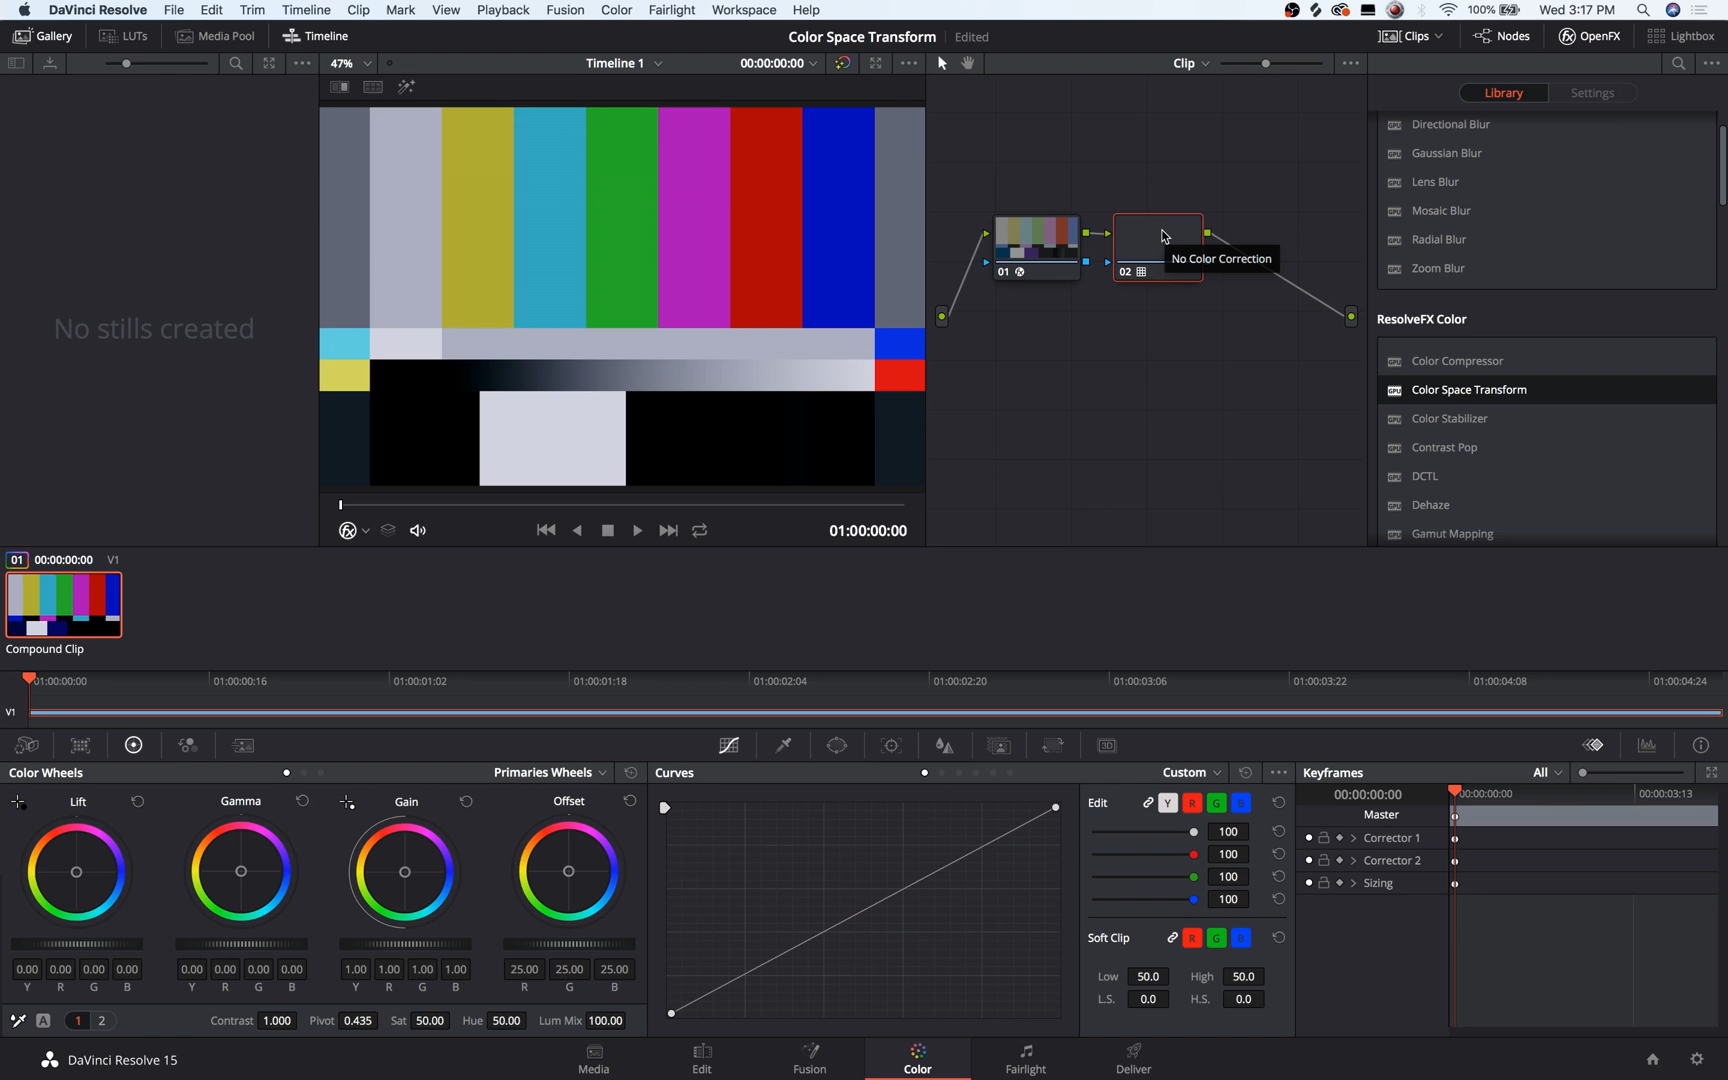 DaVinci Resolve File Edit Trim Timeline Clip Mark View Playback Fusion Color Fairlight Workspace Help 100% Wed 3:17 PM
Gallery LUTs Media Pool Timeline Color Space Transform Edited Clips Nodes OpenFX Lightbox
47% Timeline 1 00:00:00:00 Clip
Library Settings
Directional Blur
Gaussian Blur
Lens Blur
Mosaic Blur
Radial Blur
Zoom Blur
ResolveFX Color
Color Compressor
Color Space Transform
Color Stabilizer
Contrast Pop
DCTL
Dehaze
Gamut Mapping
No stills created
01 02
No Color Correction
01:00:00:00
01 00:00:00:00 V1
Compound Clip
01:00:00:00 01:00:00:16 01:00:01:02 01:00:01:18 01:00:02:04 01:00:02:20 01:00:03:06 01:00:03:22 01:00:04:08 01:00:04:24
V1
3D
Color Wheels Primaries Wheels Curves Custom Keyframes All
Lift Gamma Gain Offset
0.00 0.00 0.00 0.00 0.00 0.00 0.00 0.00 1.00 1.00 1.00 1.00 25.00 25.00 25.00
Y R G B Y R G B Y R G B R G B
A 1 2 Contrast 1.000 Pivot 0.435 Sat 50.00 Hue 50.00 Lum Mix 100.00
Edit Y R G B
100
100
100
100
Soft Clip R G B
Low 50.0 High 50.0
L.S. 0.0 H.S. 0.0
00:00:00:00 00:00:00:00 00:00:03:13
Master
Corrector 1
Corrector 2
Sizing
DaVinci Resolve 15 Media Edit Fusion Color Fairlight Deliver